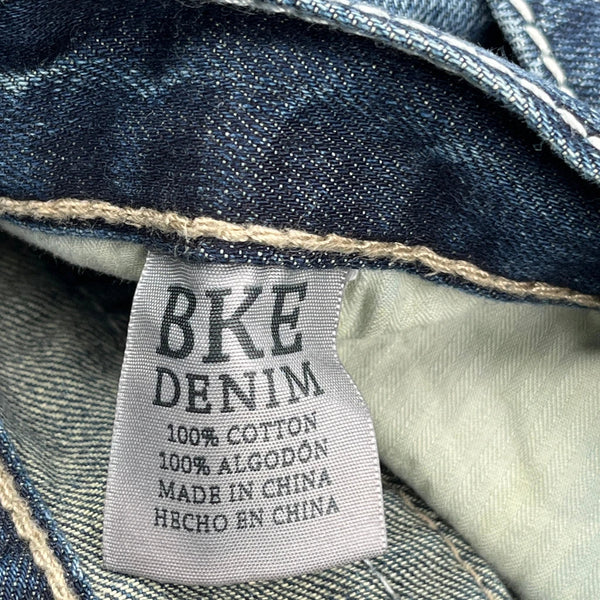 BKE
DENIM
100% COTTON
100% ALGODÓN
MADE IN CHINA
HECHO EN CHINA